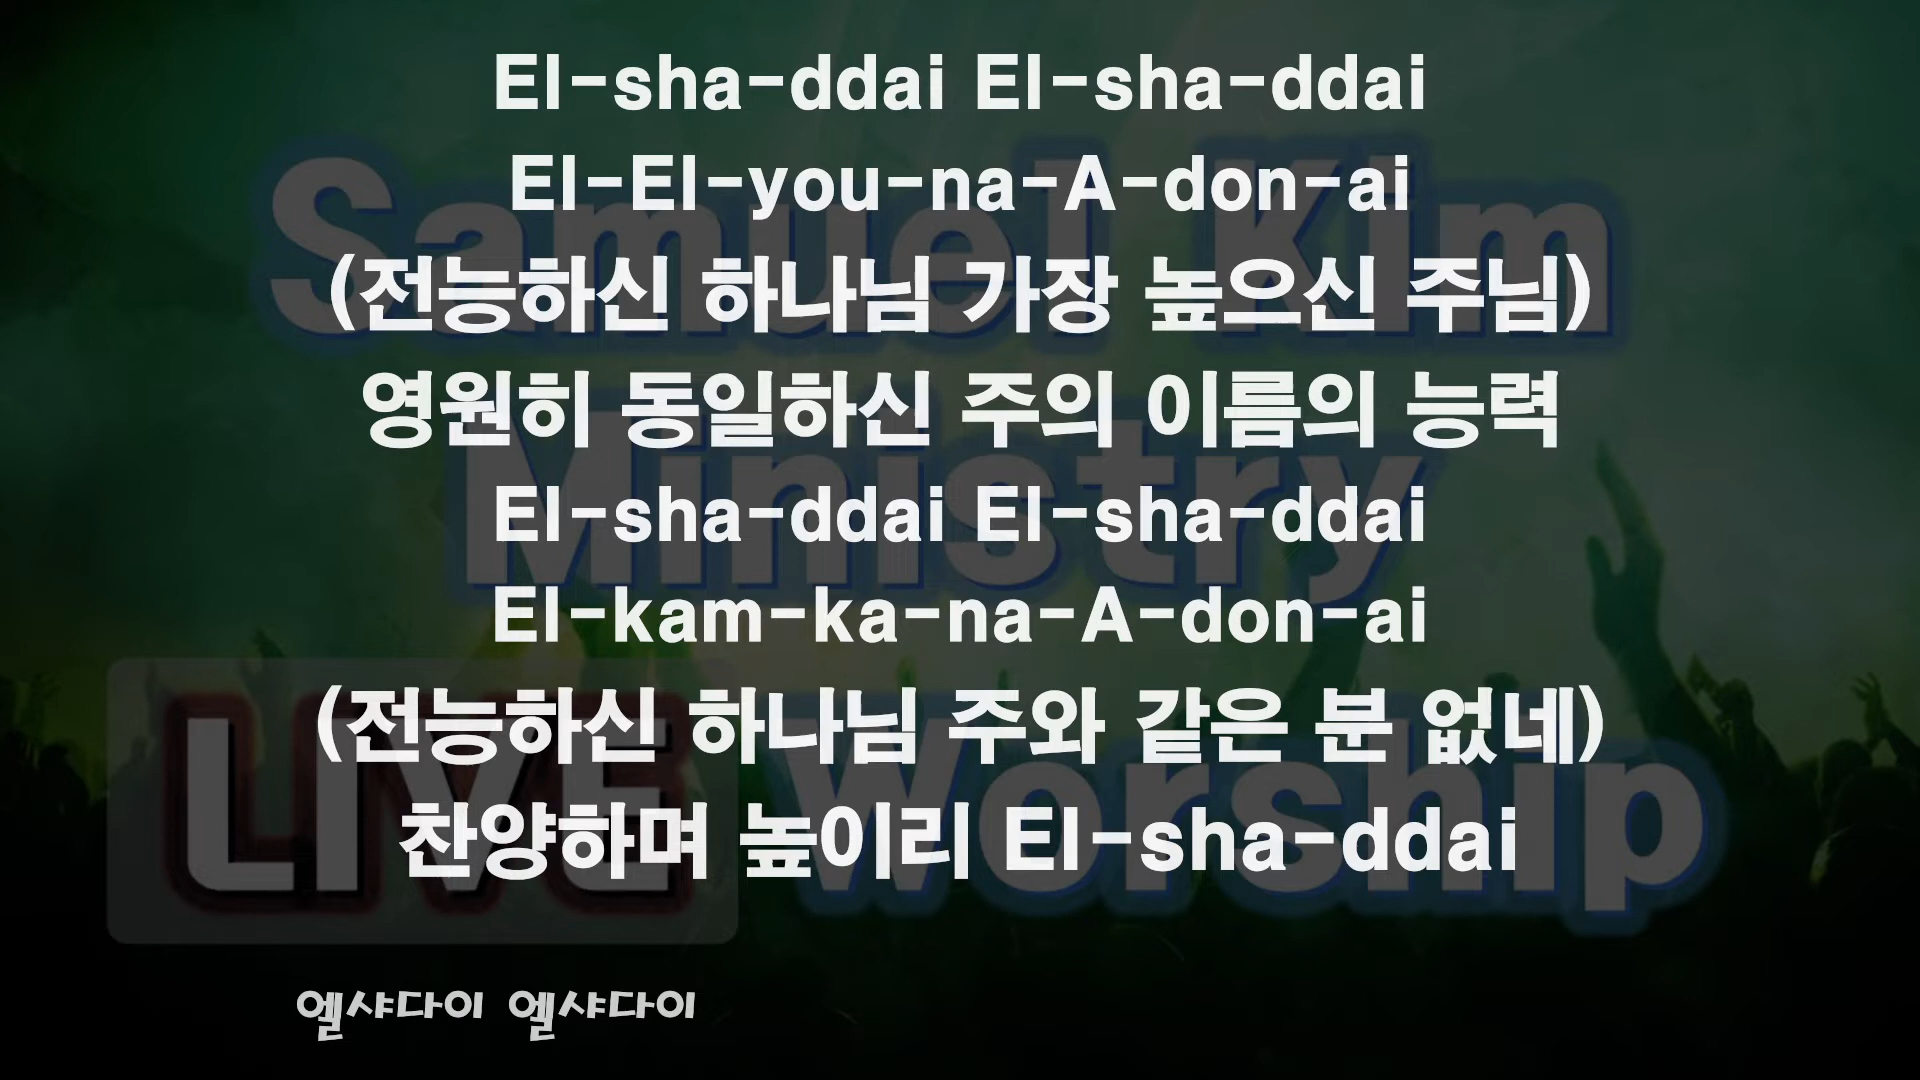 El-sha-ddai El-sha-ddai
El-El-you-na-A-don-ai
(전능하신 하나님 가장 높으신 주님)
영원히 동일하신 주의 이름의 능력
El-sha-ddai El-sha-ddai
El-kam-ka-na-A-don-ai
(전능하신 하나님 주와 같은 분 없네)
찬양하며 높이리 El-sha-ddai
엘샤다이 엘샤다이
Samuel Kim
Ministry
LIVE Worship